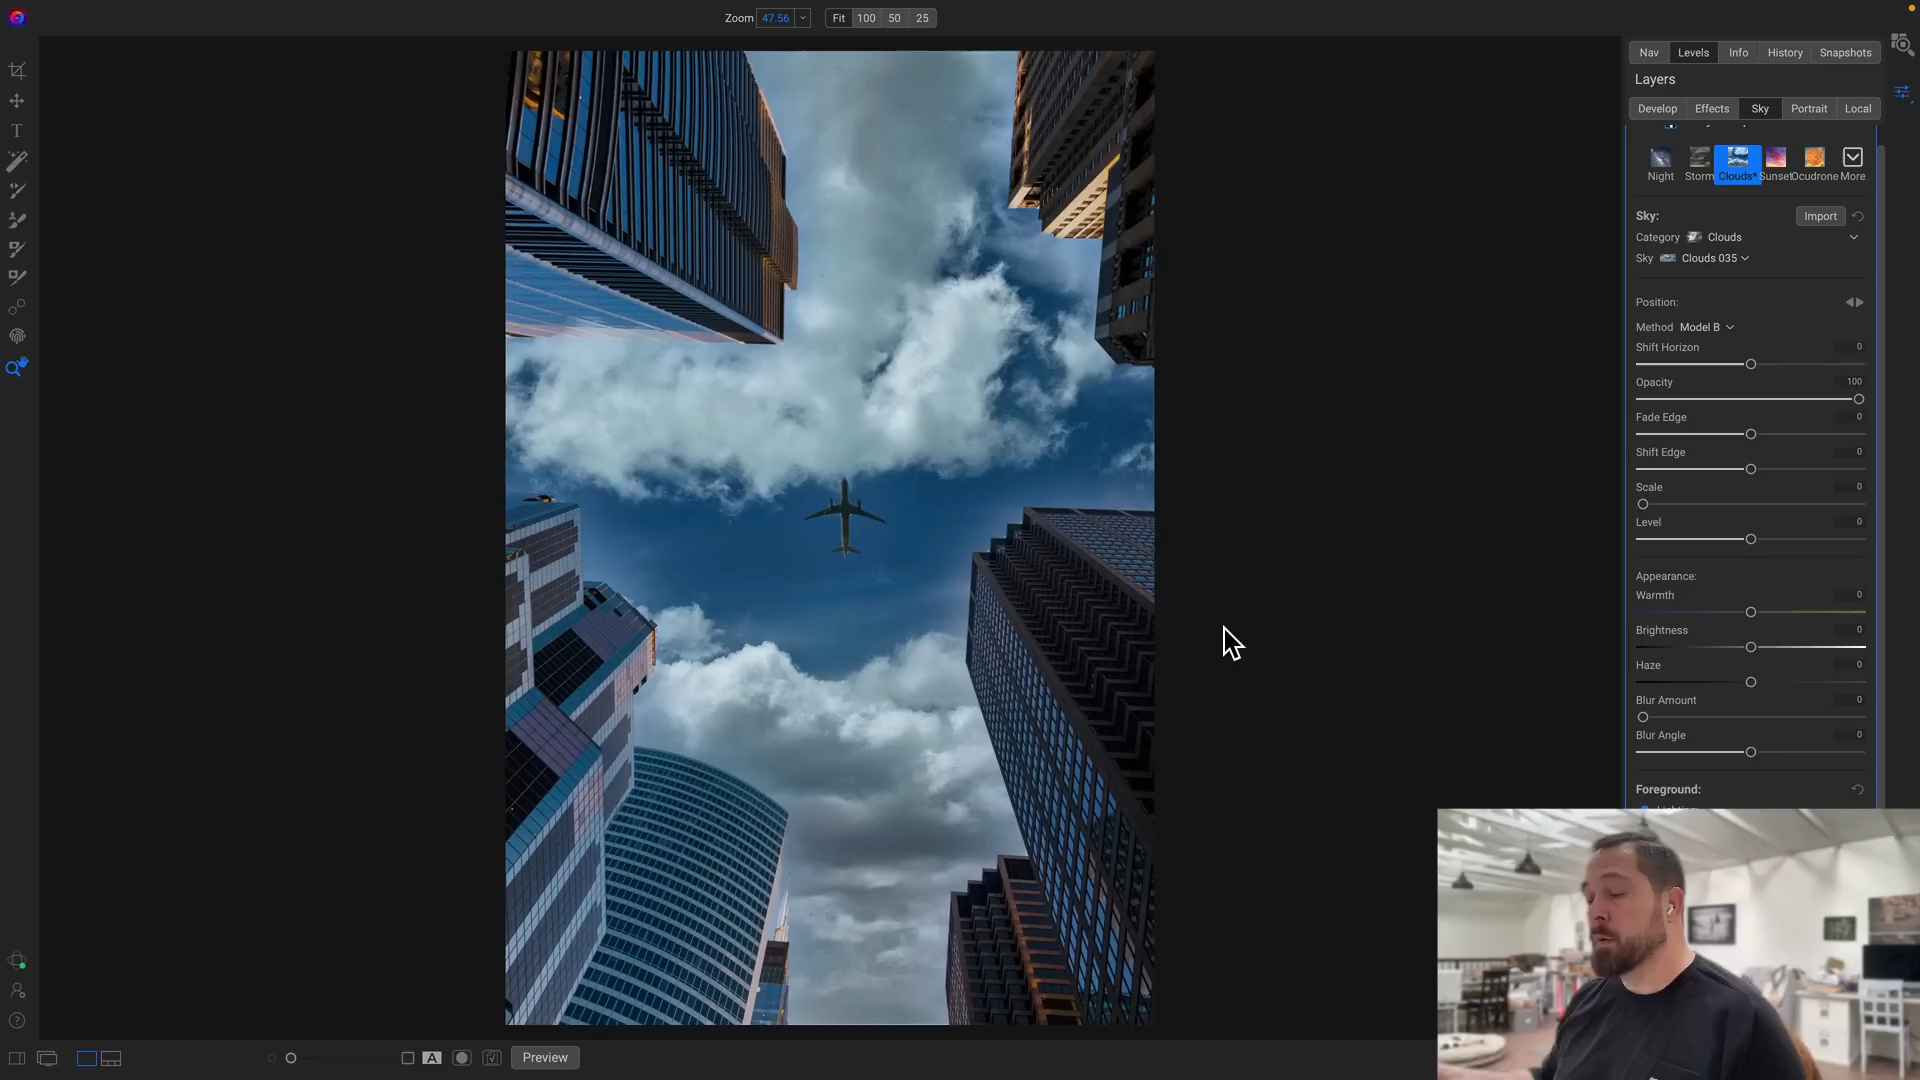 Zoom 47.56 Fit 100 50 25
Nav Levels Info History Snapshots
Layers
Develop Effects Sky Portrait Local
Night Storm Clouds* Sunset Ocudrone More
Sky: Import
Category Clouds
Sky Clouds 035
Position:
Method Model B
Shift Horizon 0
Opacity 100
Fade Edge 0
Shift Edge 0
Scale 0
Level 0
Appearance:
Warmth 0
Brightness 0
Haze 0
Blur Amount 0
Blur Angle 0
Foreground:
A Preview